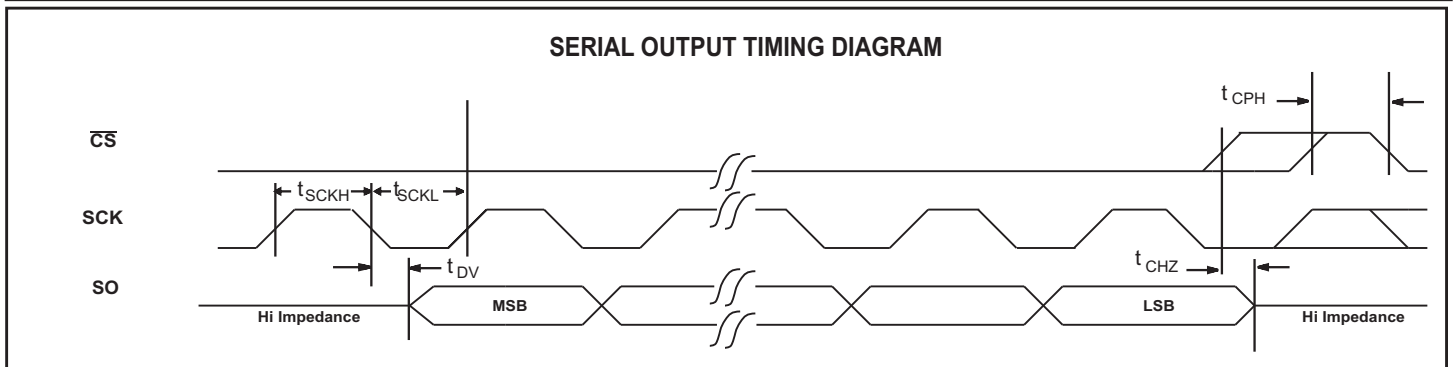 SERIAL OUTPUT TIMING DIAGRAM
t CPH
CS
t SCKH
t SCKL
SCK
t CHZ
t DV
SO
MSB
LSB
Hi Impedance
Hi Impedance